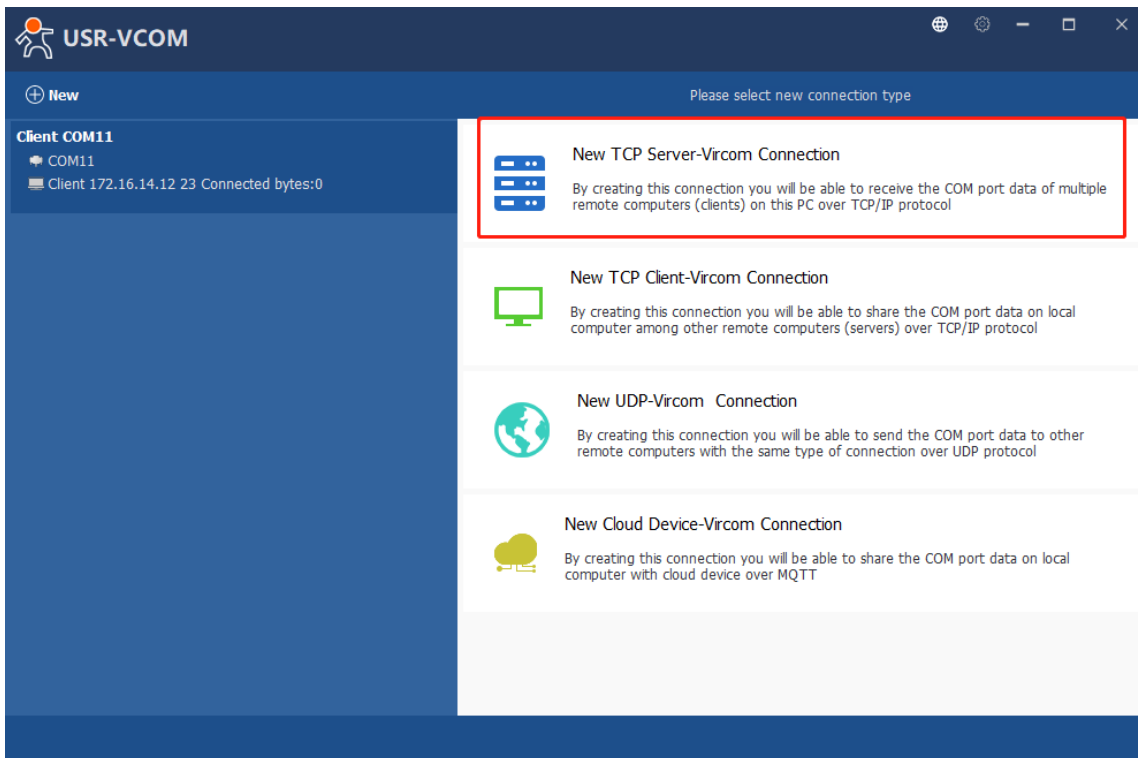 USR-VCOM
New
Please select new connection type
Client COM11
COM11
Client 172.16.14.12 23 Connected bytes:0
New TCP Server-Vircom Connection
By creating this connection you will be able to receive the COM port data of multiple
remote computers (clients) on this PC over TCP/IP protocol
New TCP Client-Vircom Connection
By creating this connection you will be able to share the COM port data on local
computer among other remote computers (servers) over TCP/IP protocol
New UDP-Vircom Connection
By creating this connection you will be able to send the COM port data to other
remote computers with the same type of connection over UDP protocol
New Cloud Device-Vircom Connection
By creating this connection you will be able to share the COM port data on local
computer with cloud device over MQTT